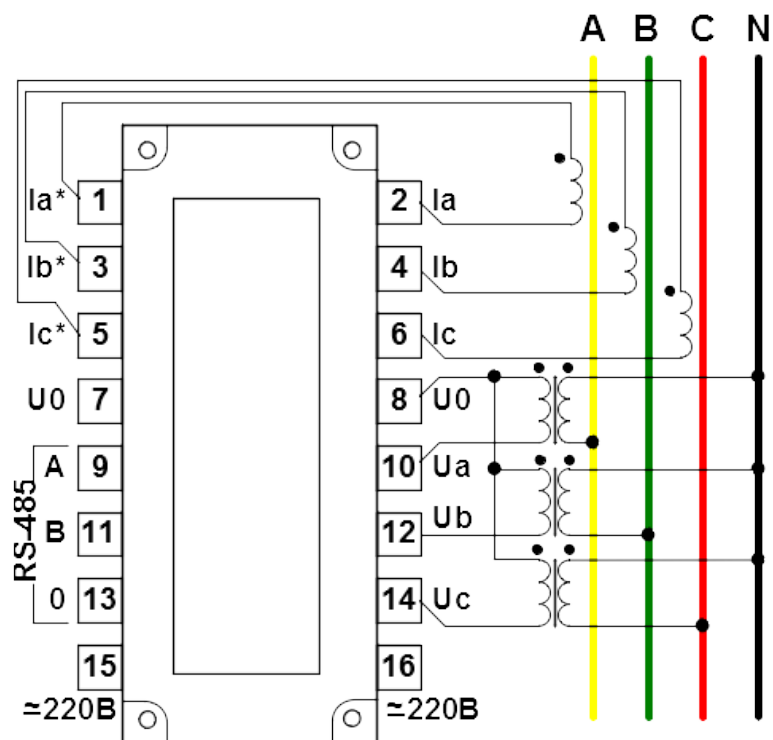 A B C N
Ia* 1 2 Ia
Ib* 3 4 Ib
Ic* 5 6 Ic
U0 7 8 U0
RS-485
A 9 10 Ua
B 11 12 Ub
0 13 14 Uc
15 16
≃220В ≃220В